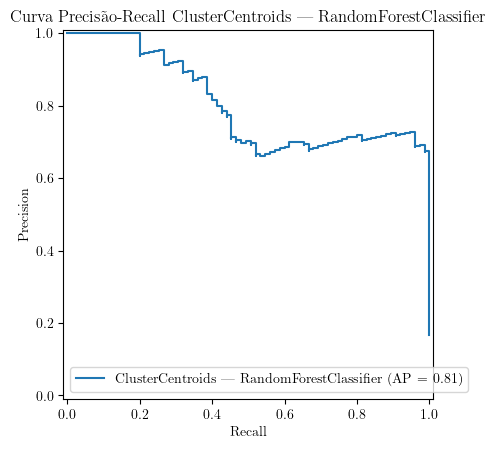 Curva Precisão-Recall ClusterCentroids — RandomForestClassifier
1.0
0.8
0.6
0.4
0.2
0.0
Precision
ClusterCentroids — RandomForestClassifier (AP = 0.81)
0.0 0.2 0.4 0.6 0.8 1.0
Recall